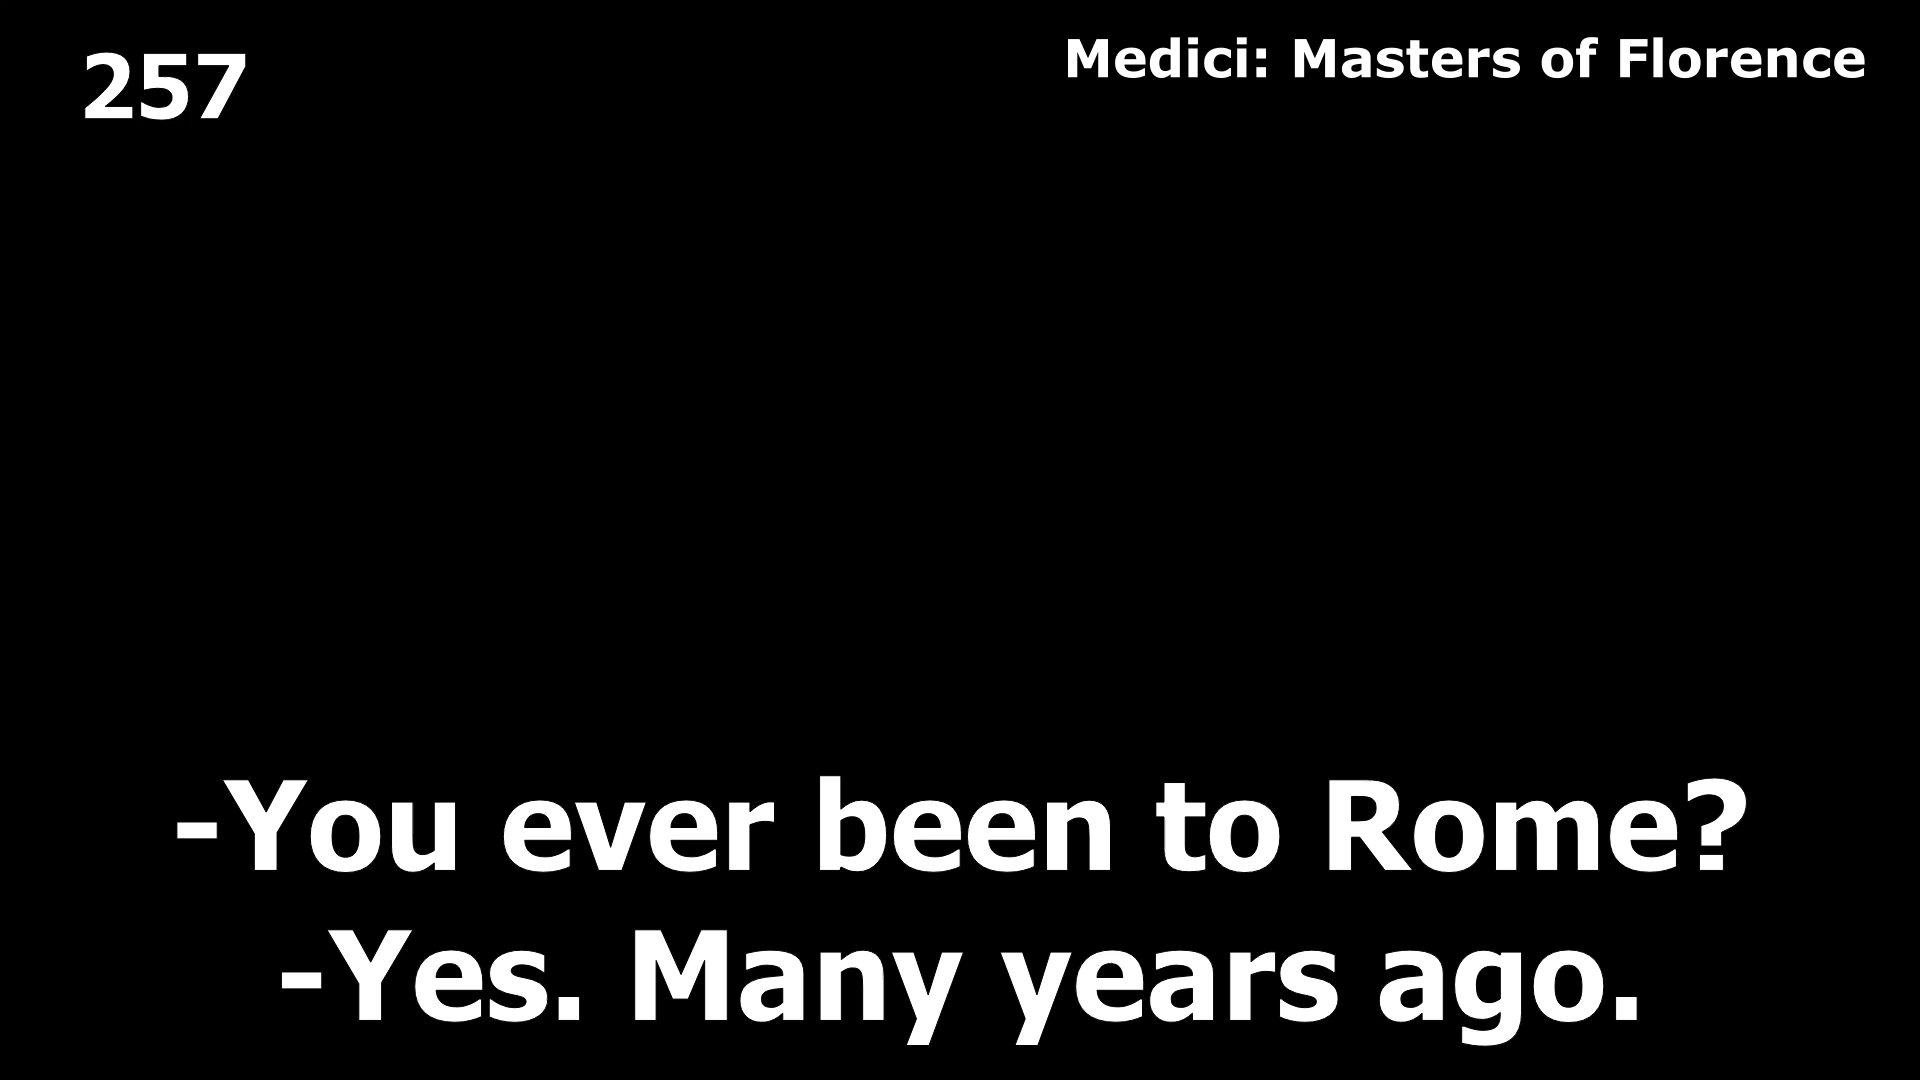 257
Medici: Masters of Florence
-You ever been to Rome?
-Yes. Many years ago.